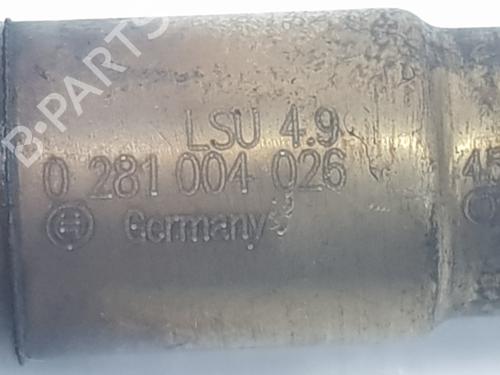 B-PARTS
LSU 4.9
0 281 004 026
Germany